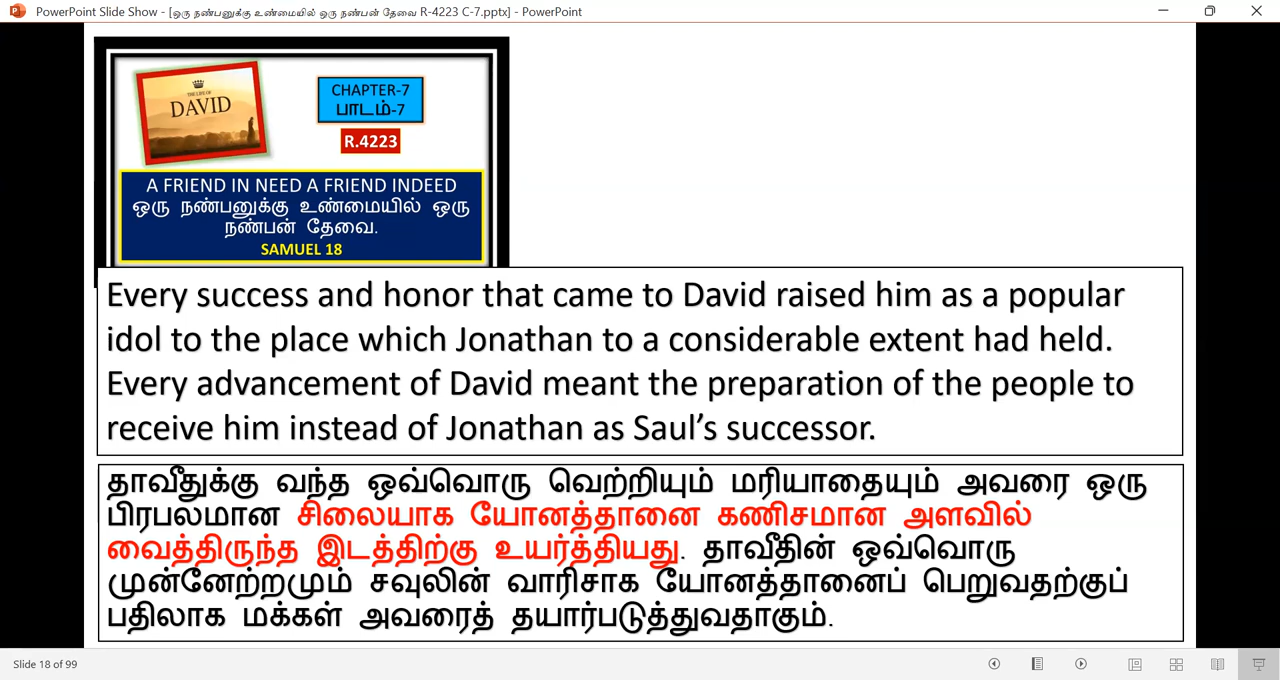 PowerPoint Slide Show - [ஒரு நண்பனுக்கு உண்மையில் ஒரு நண்பன் தேவை R-4223 C-7.pptx] - PowerPoint
THE LIFE OF
DAVID
CHAPTER-7
பாடம்-7
R.4223
A FRIEND IN NEED A FRIEND INDEED
ஒரு நண்பனுக்கு உண்மையில் ஒரு
நண்பன் தேவை.
SAMUEL 18
Every success and honor that came to David raised him as a popular
idol to the place which Jonathan to a considerable extent had held.
Every advancement of David meant the preparation of the people to
receive him instead of Jonathan as Saul’s successor.
தாவீதுக்கு வந்த ஒவ்வொரு வெற்றியும் மரியாதையும் அவரை ஒரு
பிரபலமான சிலையாக யோனத்தானை கணிசமான அளவில்
வைத்திருந்த இடத்திற்கு உயர்த்தியது. தாவீதின் ஒவ்வொரு
முன்னேற்றமும் சவுலின் வாரிசாக யோனத்தானைப் பெறுவதற்குப்
பதிலாக மக்கள் அவரைத் தயார்படுத்துவதாகும்.
Slide 18 of 99